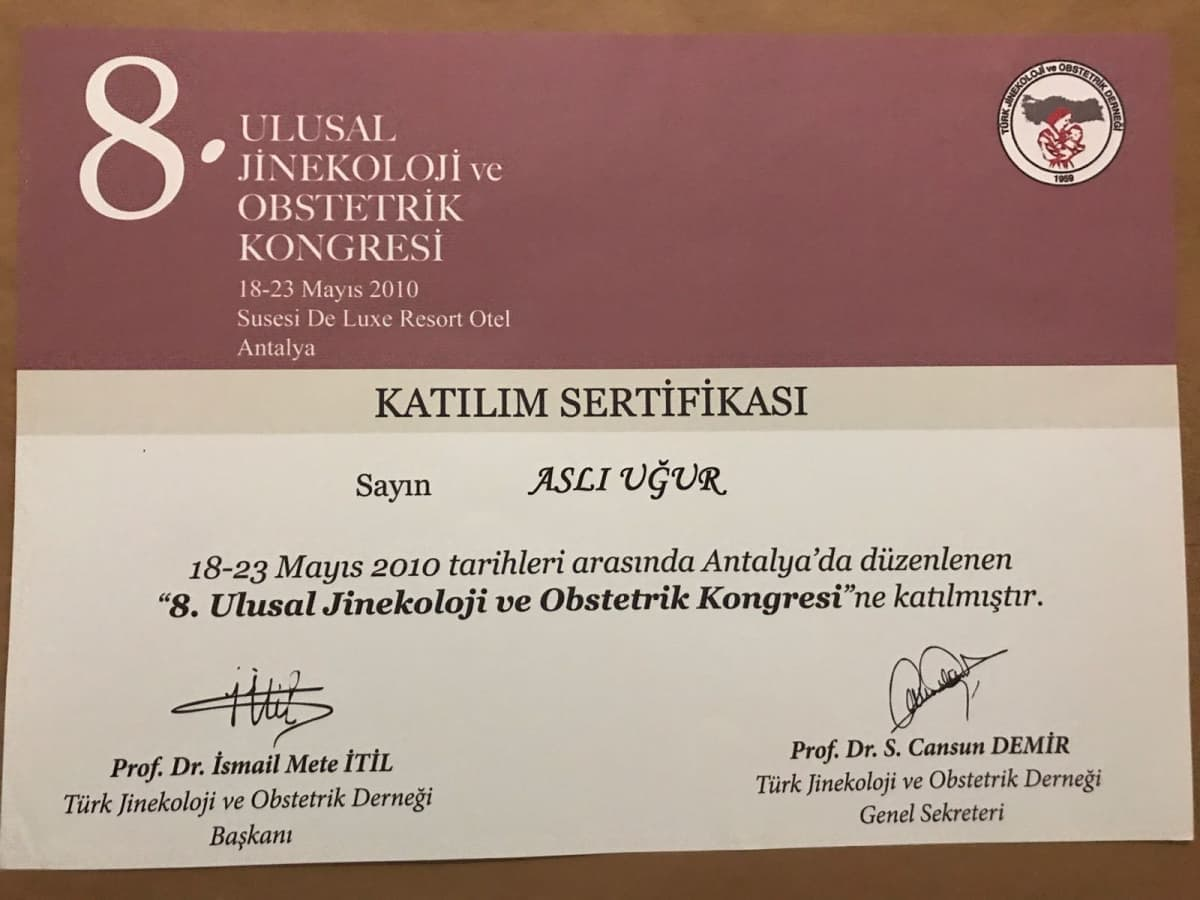 8.
ULUSAL
JİNEKOLOJİ ve
OBSTETRİK
KONGRESİ
18-23 Mayıs 2010
Susesi De Luxe Resort Otel
Antalya
TÜRK JİNEKOLOJİ ve OBSTETRİK DERNEĞİ
1959
KATILIM SERTİFİKASI
Sayın ASLI UĞUR
18-23 Mayıs 2010 tarihleri arasında Antalya’da düzenlenen
“8. Ulusal Jinekoloji ve Obstetrik Kongresi”ne katılmıştır.
Prof. Dr. İsmail Mete İTİL
Türk Jinekoloji ve Obstetrik Derneği
Başkanı
Prof. Dr. S. Cansun DEMİR
Türk Jinekoloji ve Obstetrik Derneği
Genel Sekreteri